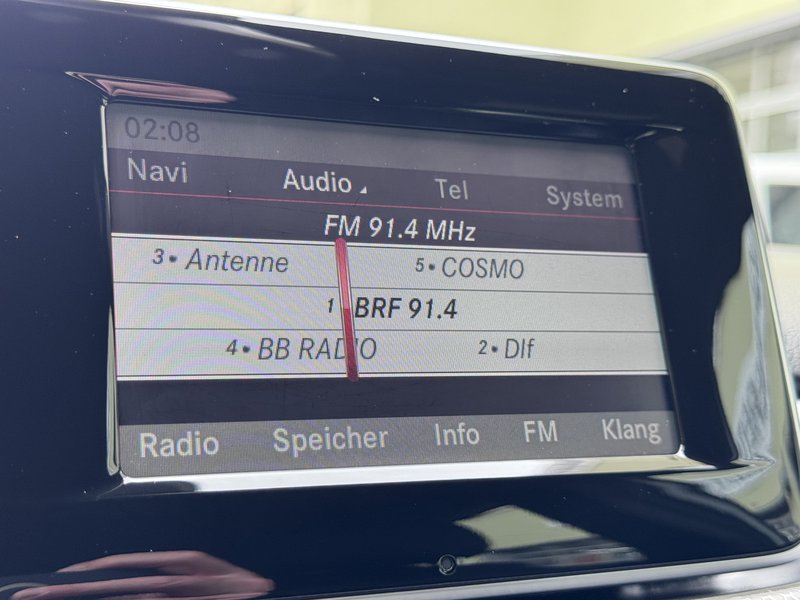 02:08
Navi Audio Tel System
FM 91.4 MHz
3• Antenne 5• COSMO
1 BRF 91.4
4• BB RADIO 2• Dlf
Radio Speicher Info FM Klang